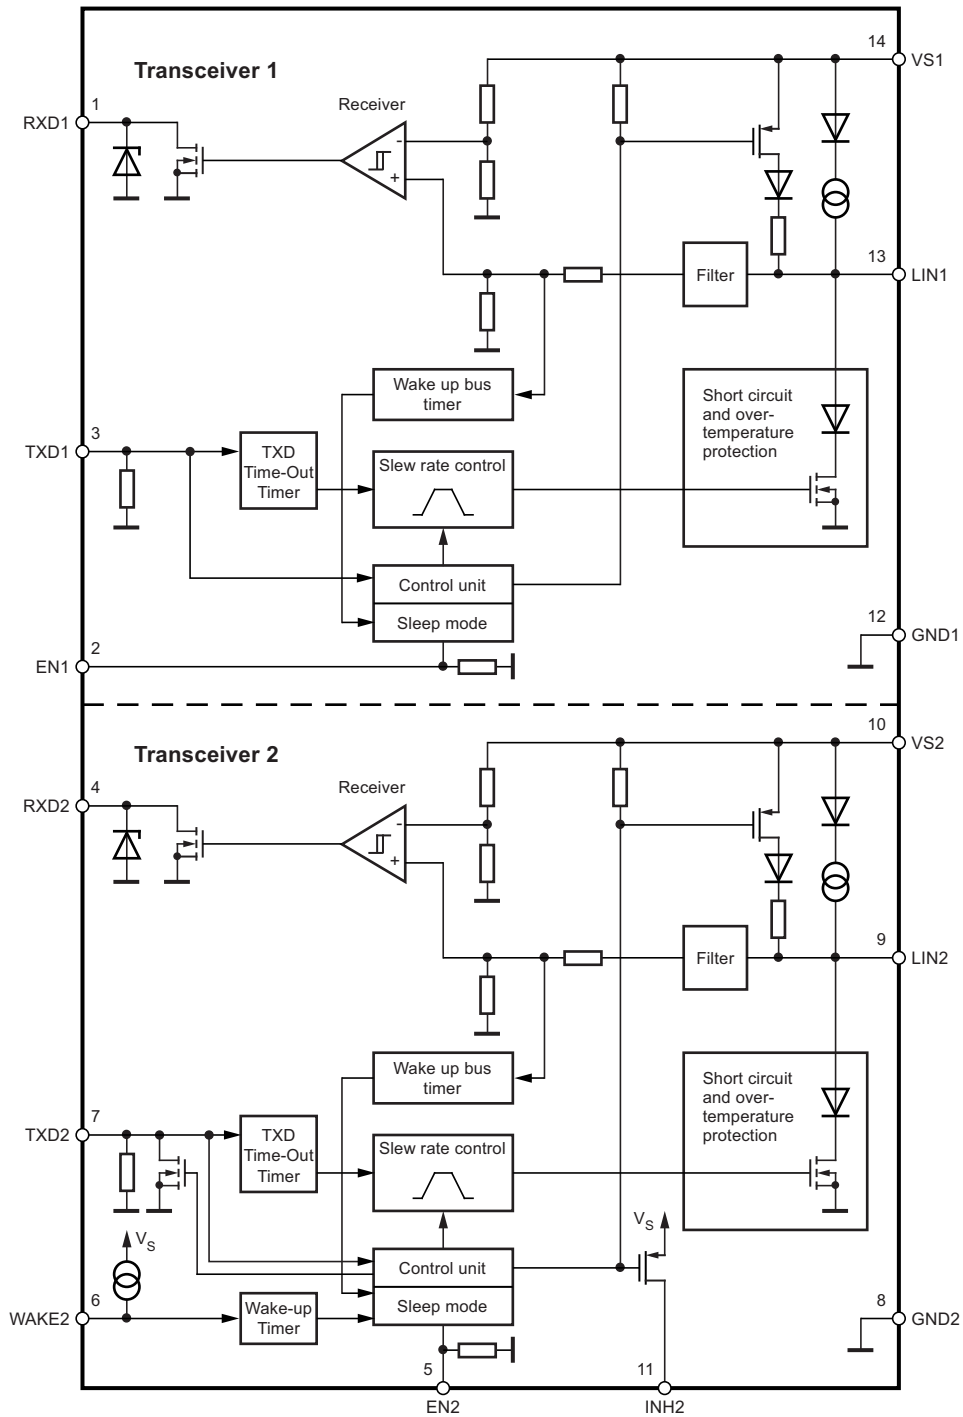 14
VS1
Transceiver 1
1
Receiver
RXD1
-
+
13
Filter
LIN1
Wake up bus
timer
Short circuit
and over-
temperature
protection
3
TXD1
TXD
Time-Out
Timer
Slew rate control
Control unit
Sleep mode
12
GND1
2
EN1
10
VS2
Transceiver 2
4
Receiver
RXD2
-
+
9
Filter
LIN2
Wake up bus
timer
Short circuit
and over-
temperature
protection
7
TXD2
TXD
Time-Out
Timer
Slew rate control
VS
VS
Control unit
Sleep mode
6
WAKE2
Wake-up
Timer
8
GND2
5
11
EN2
INH2